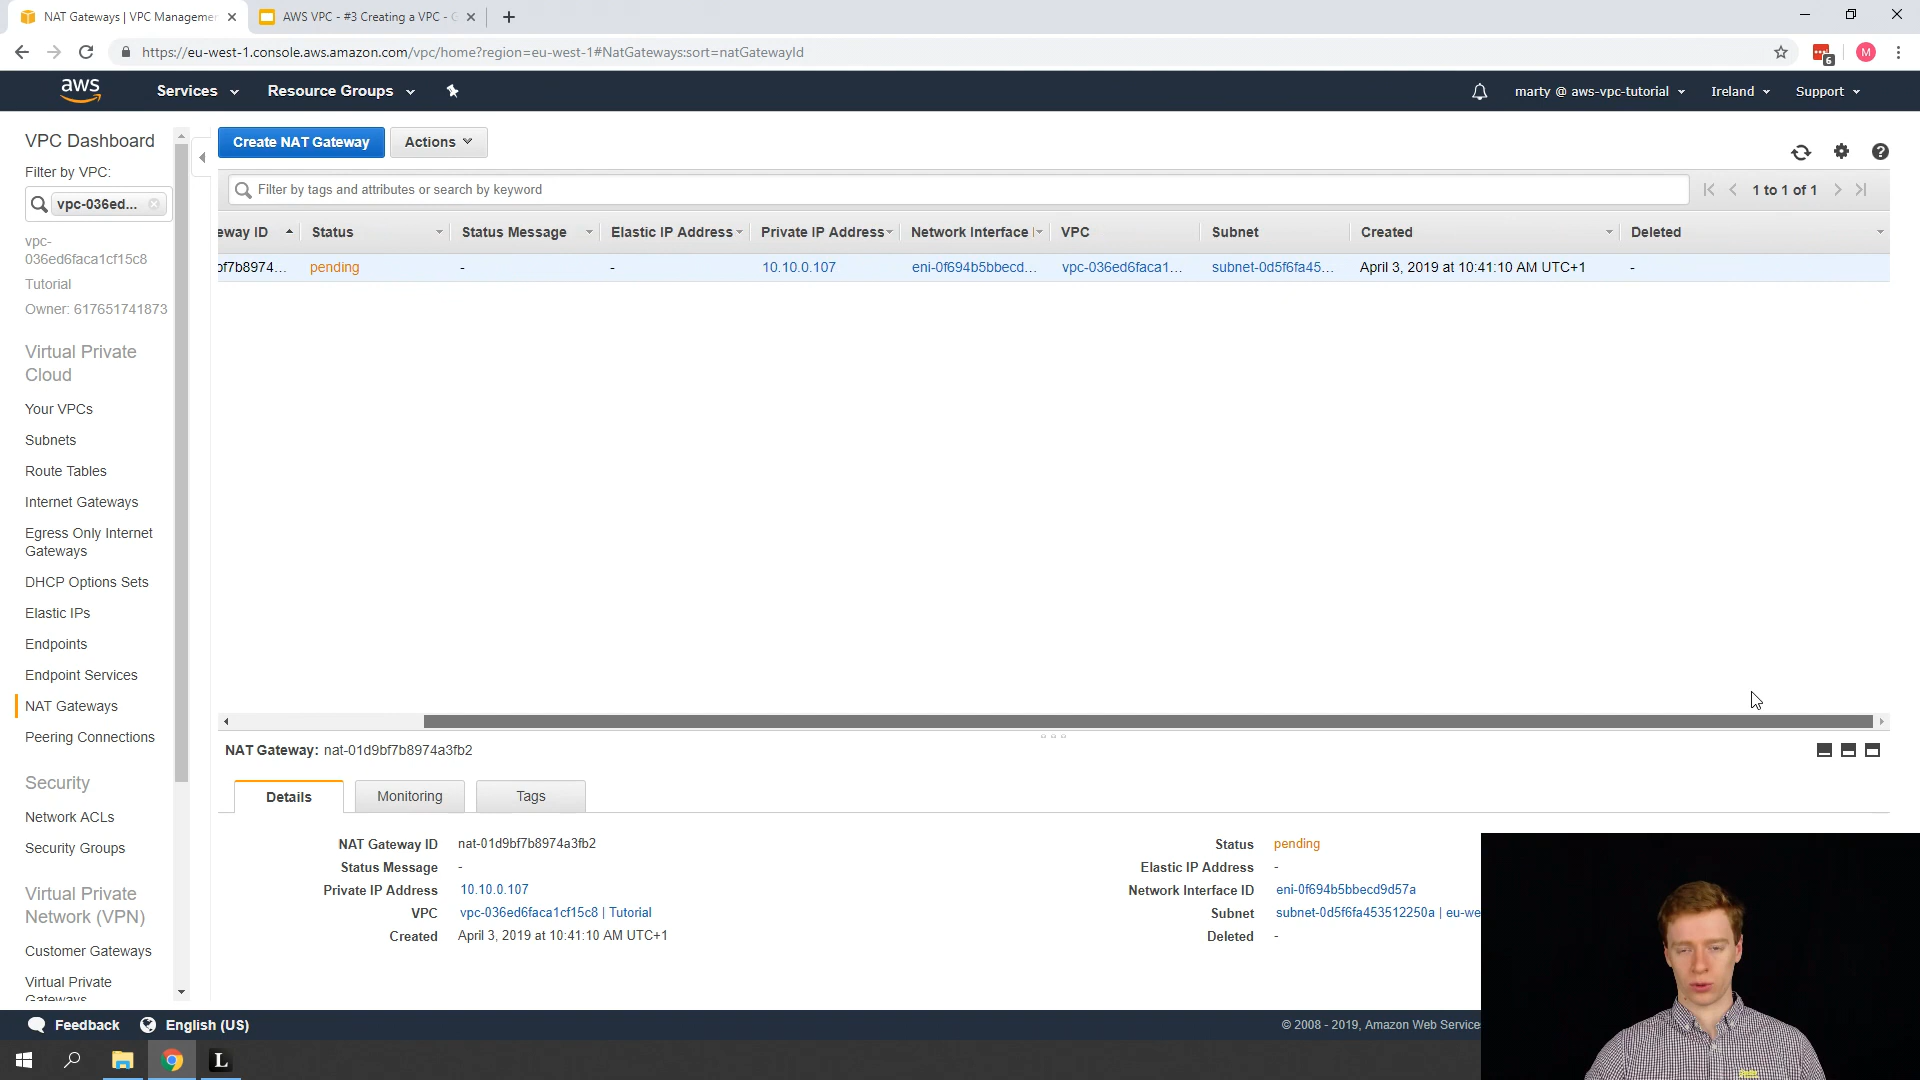 NAT Gateways | VPC Managemen
AWS VPC - #3 Creating a VPC - G
https://eu-west-1.console.aws.amazon.com/vpc/home?region=eu-west-1#NatGateways:sort=natGatewayId
6
M
aws
Services
Resource Groups
marty @ aws-vpc-tutorial
Ireland
Support
VPC Dashboard
Filter by VPC:
vpc-036ed...
vpc-
036ed6faca1cf15c8
Tutorial
Owner: 617651741873
Virtual Private
Cloud
Your VPCs
Subnets
Route Tables
Internet Gateways
Egress Only Internet
Gateways
DHCP Options Sets
Elastic IPs
Endpoints
Endpoint Services
NAT Gateways
Peering Connections
Security
Network ACLs
Security Groups
Virtual Private
Network (VPN)
Customer Gateways
Virtual Private
Gateways
Create NAT Gateway
Actions
Filter by tags and attributes or search by keyword
1 to 1 of 1
eway ID Status Status Message Elastic IP Address Private IP Address Network Interface I VPC Subnet Created Deleted
bf7b8974... pending - - 10.10.0.107 eni-0f694b5bbecd... vpc-036ed6faca1... subnet-0d5f6fa45... April 3, 2019 at 10:41:10 AM UTC+1 -
NAT Gateway: nat-01d9bf7b8974a3fb2
Details
Monitoring
Tags
NAT Gateway ID nat-01d9bf7b8974a3fb2
Status pending
Status Message -
Elastic IP Address -
Private IP Address 10.10.0.107
Network Interface ID eni-0f694b5bbecd9d57a
VPC vpc-036ed6faca1cf15c8 | Tutorial
Subnet subnet-0d5f6fa453512250a | eu-we
Created April 3, 2019 at 10:41:10 AM UTC+1
Deleted -
Feedback
English (US)
© 2008 - 2019, Amazon Web Service
L